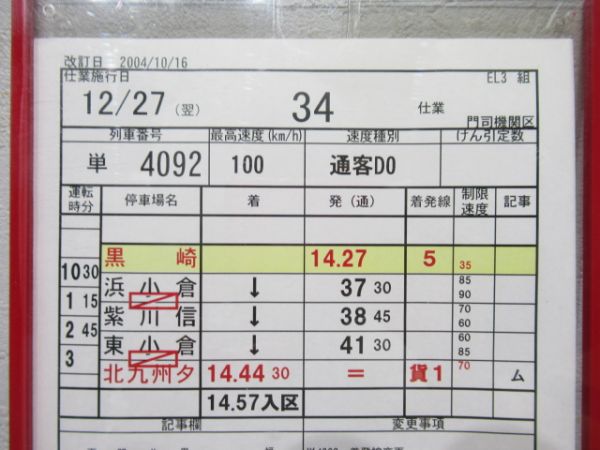 改訂日 2004/10/16
仕業施行日 EL3 組
12/27 (翌) 34 仕業 門司機関区
列車番号 最高速度(km/h) 速度種別 けん引定数
単 4092 100 通客D0
運転時分 停車場名 着 発(通) 着発線 制限速度 記事
黒崎 14.27 5 35
10 30 浜小倉 ↓ 37 30 85 90
1 15 紫川信 ↓ 38 45 70 60
2 45 東小倉 ↓ 41 30 60 85
3 北九州タ 14.44 30 = 貨1 70 ム
14.57入区
記事欄 変更事項